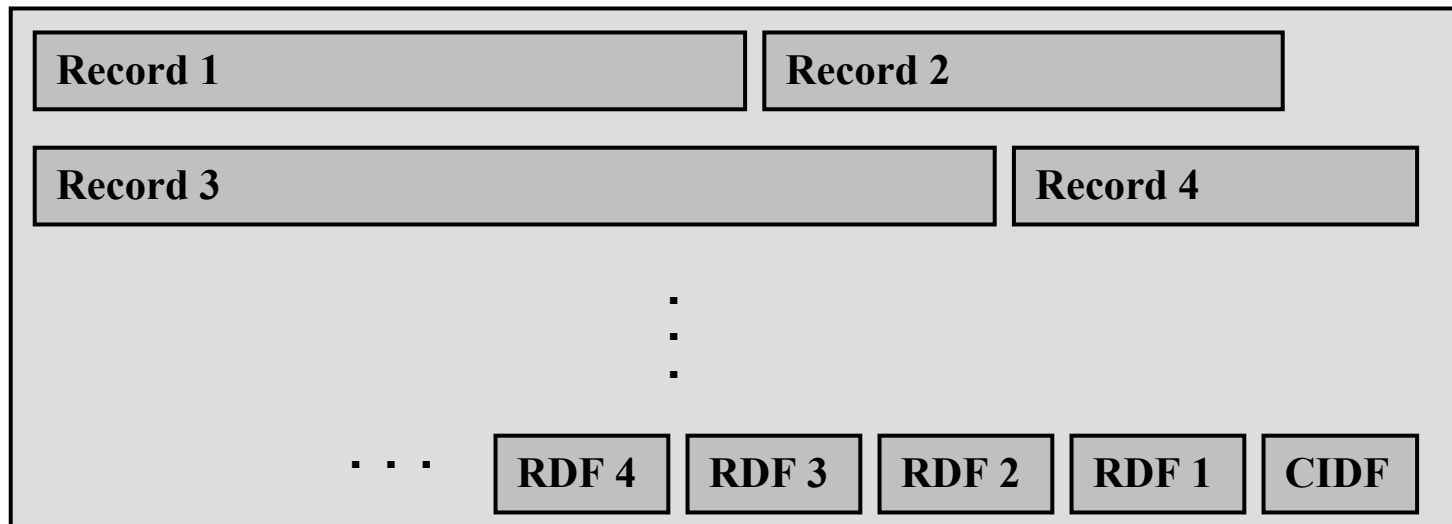 Record 1 Record 2
Record 3 Record 4
.
.
.
. . . RDF 4 RDF 3 RDF 2 RDF 1 CIDF